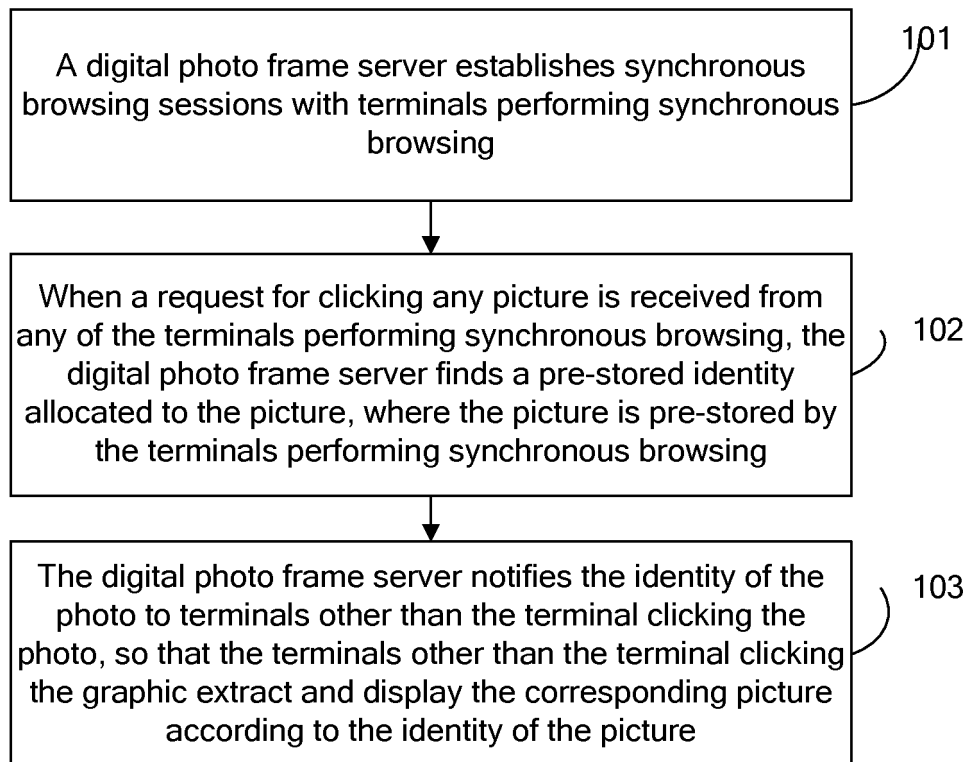 101
A digital photo frame server establishes synchronous
browsing sessions with terminals performing synchronous
browsing
When a request for clicking any picture is received from
any of the terminals performing synchronous browsing, the
digital photo frame server finds a pre-stored identity
allocated to the picture, where the picture is pre-stored by
the terminals performing synchronous browsing
102
The digital photo frame server notifies the identity of the
photo to terminals other than the terminal clicking the
photo, so that the terminals other than the terminal clicking
the graphic extract and display the corresponding picture
according to the identity of the picture
103